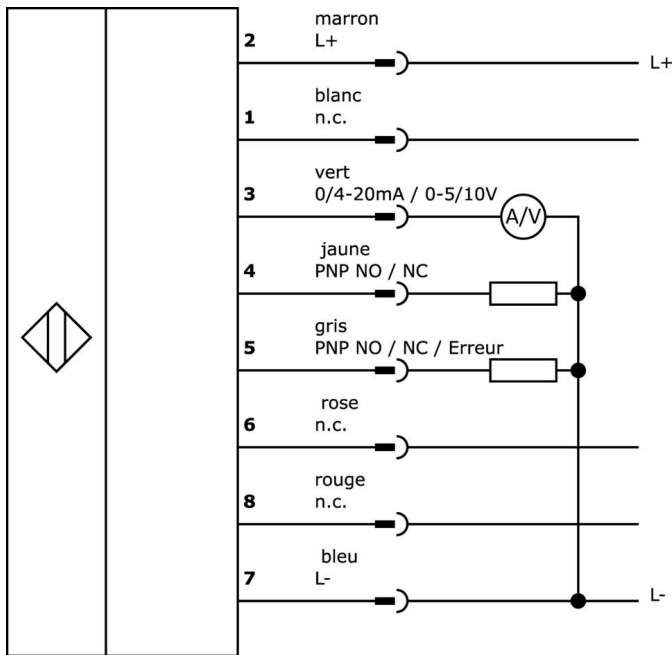 marron
2 L+
L+
blanc
1 n.c.
vert
3 0/4-20mA / 0-5/10V
A/V
jaune
4 PNP NO / NC
gris
5 PNP NO / NC / Erreur
rose
6 n.c.
rouge
8 n.c.
bleu
7 L-
L-